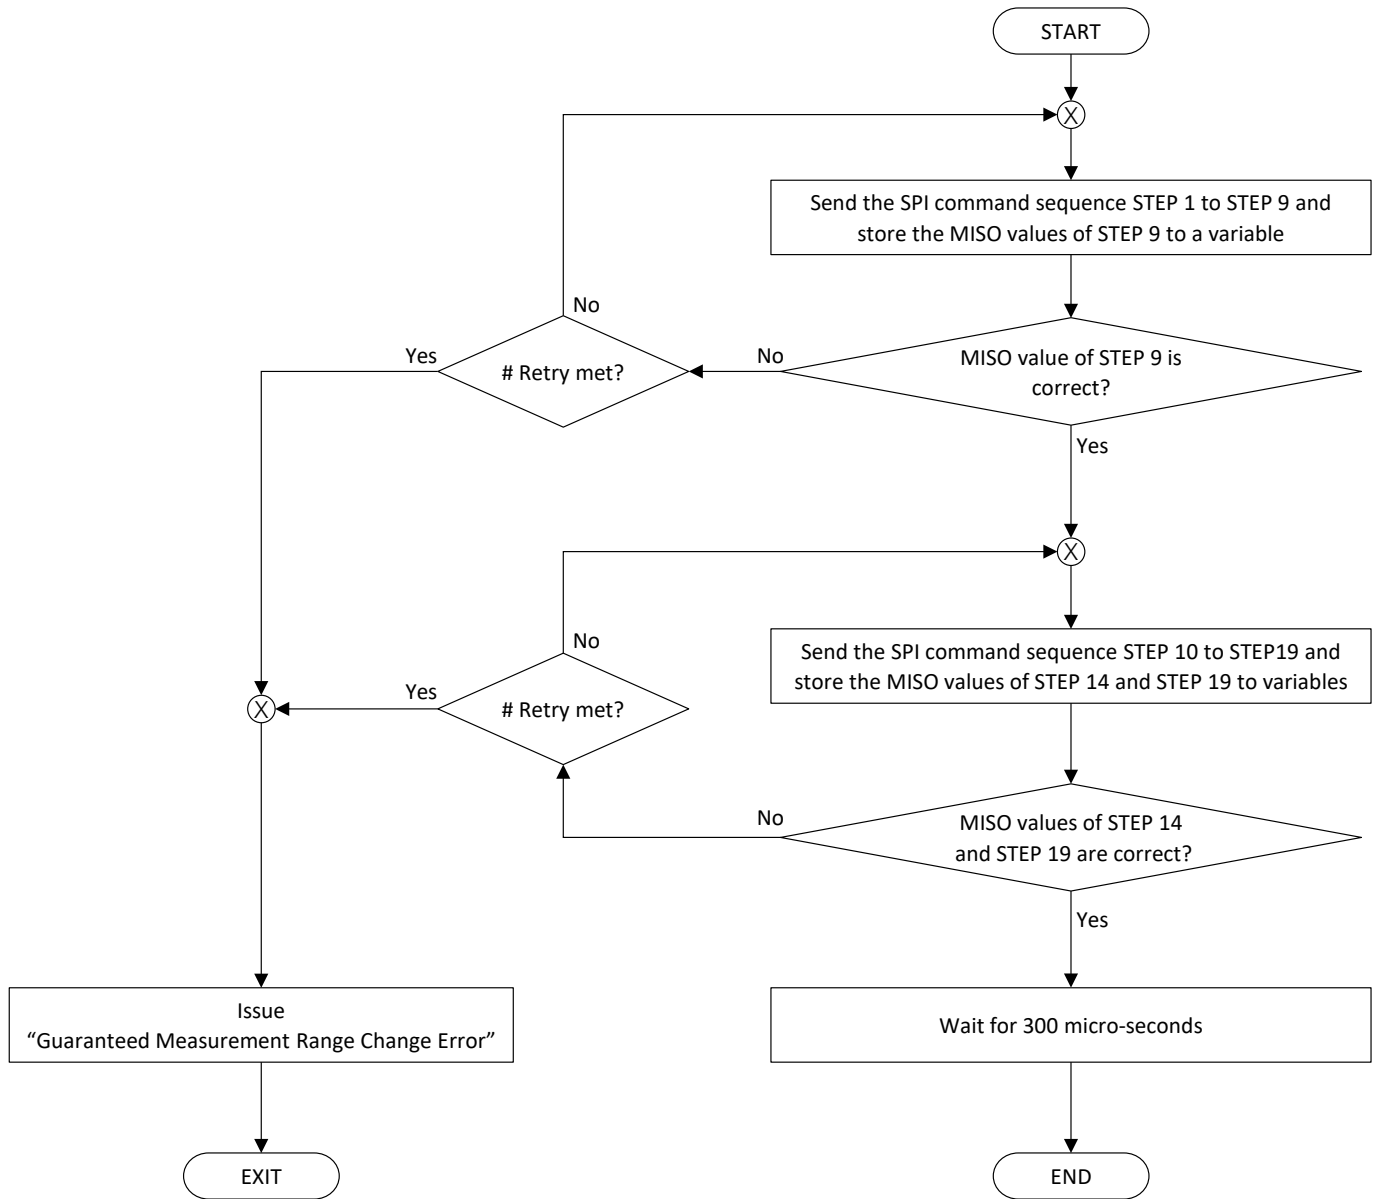 START
X
Send the SPI command sequence STEP 1 to STEP 9 and
store the MISO values of STEP 9 to a variable
No
Yes
# Retry met?
No
MISO value of STEP 9 is
correct?
Yes
X
No
Send the SPI command sequence STEP 10 to STEP19 and
store the MISO values of STEP 14 and STEP 19 to variables
Yes
X
# Retry met?
No
MISO values of STEP 14
and STEP 19 are correct?
Yes
Issue
“Guaranteed Measurement Range Change Error”
Wait for 300 micro-seconds
EXIT
END